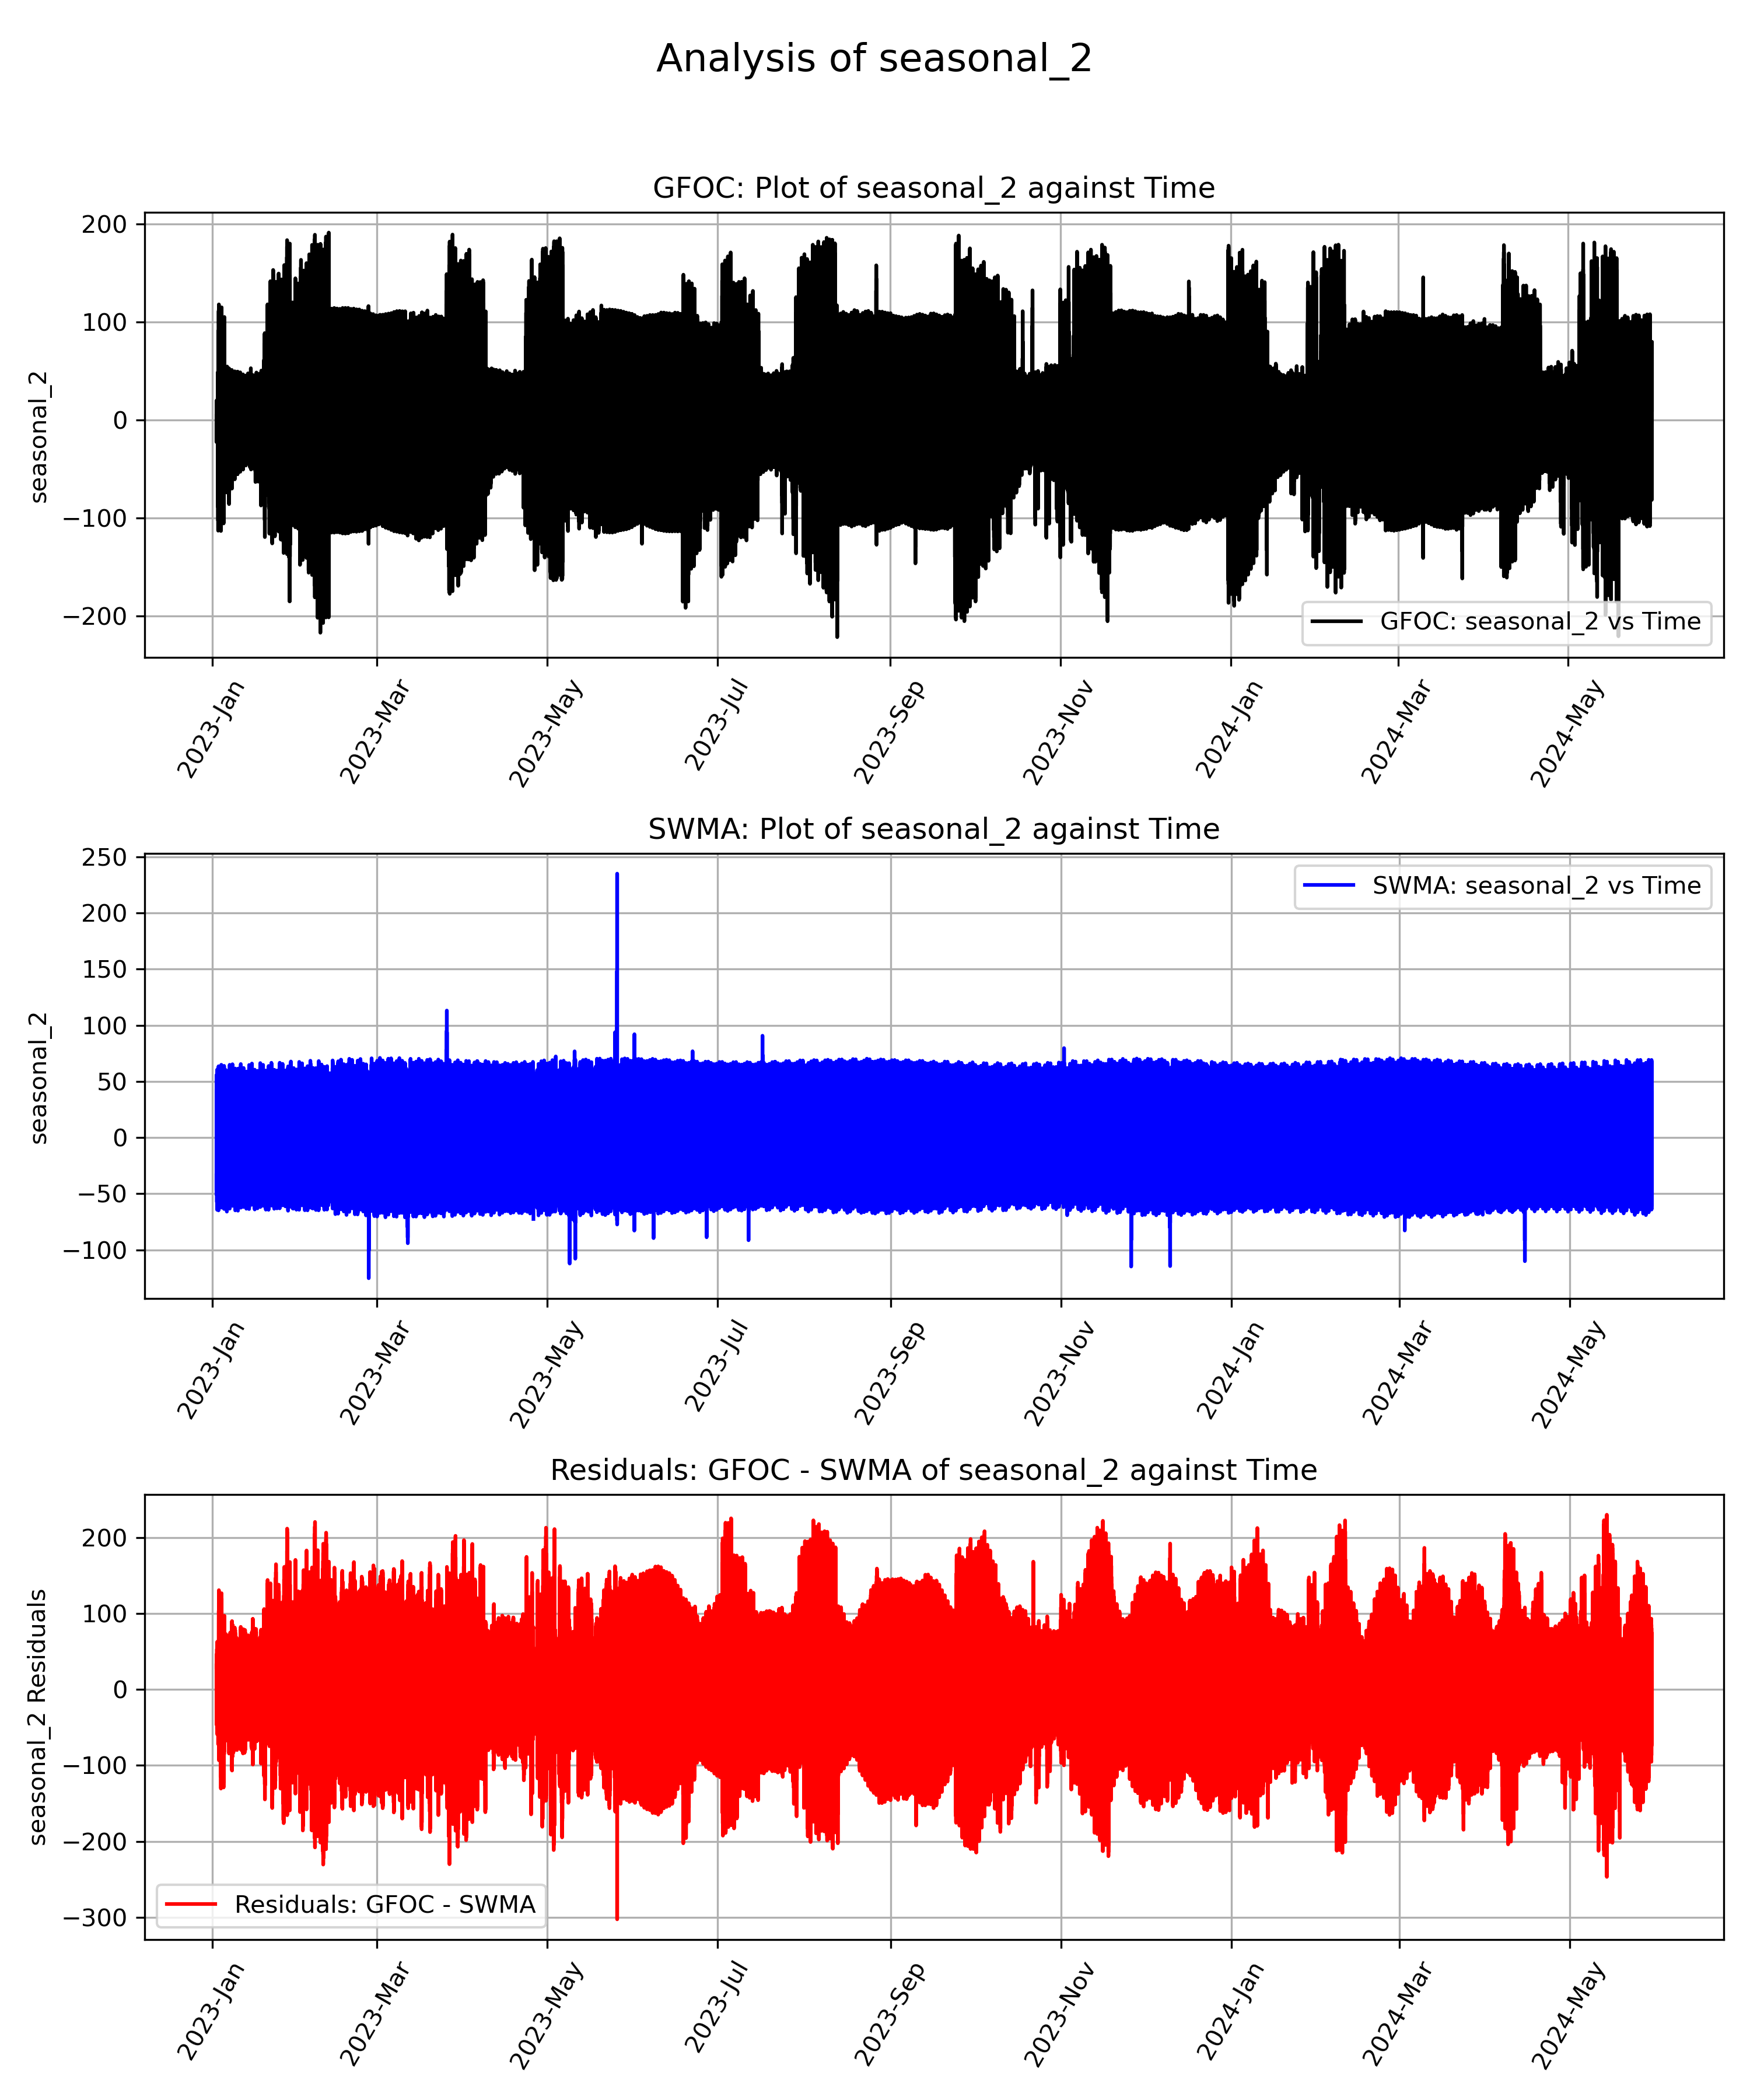 Analysis of seasonal_2
GFOC: Plot of seasonal_2 against Time
seasonal_2
200
100
0
−100
−200
GFOC: seasonal_2 vs Time
2023-Jan
2023-Mar
2023-May
2023-Jul
2023-Sep
2023-Nov
2024-Jan
2024-Mar
2024-May
SWMA: Plot of seasonal_2 against Time
seasonal_2
250
200
150
100
50
0
−50
−100
SWMA: seasonal_2 vs Time
2023-Jan
2023-Mar
2023-May
2023-Jul
2023-Sep
2023-Nov
2024-Jan
2024-Mar
2024-May
Residuals: GFOC - SWMA of seasonal_2 against Time
seasonal_2 Residuals
200
100
0
−100
−200
−300
Residuals: GFOC - SWMA
2023-Jan
2023-Mar
2023-May
2023-Jul
2023-Sep
2023-Nov
2024-Jan
2024-Mar
2024-May